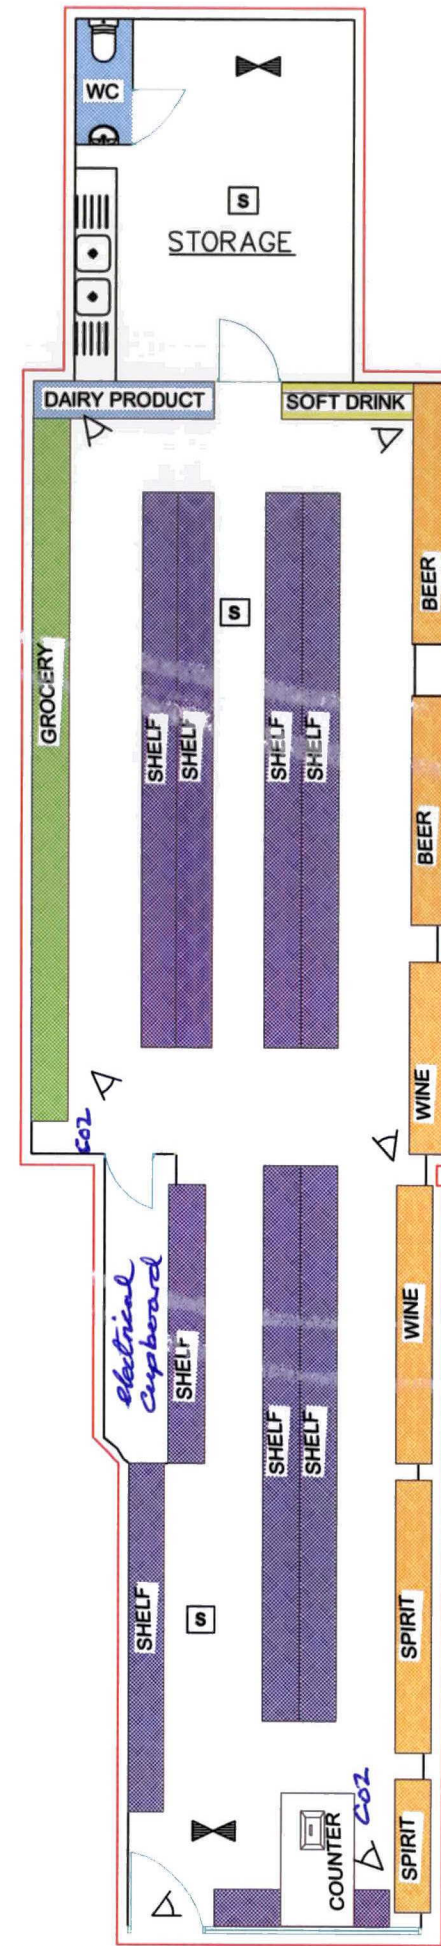 WC
S
STORAGE
DAIRY PRODUCT
SOFT DRINK
BEER
S
GROCERY
SHELF
SHELF
SHELF
SHELF
BEER
WINE
CO2
electrical
cupboard
SHELF
WINE
SHELF
SHELF
SHELF
S
SPIRIT
CO2
COUNTER
SPIRIT